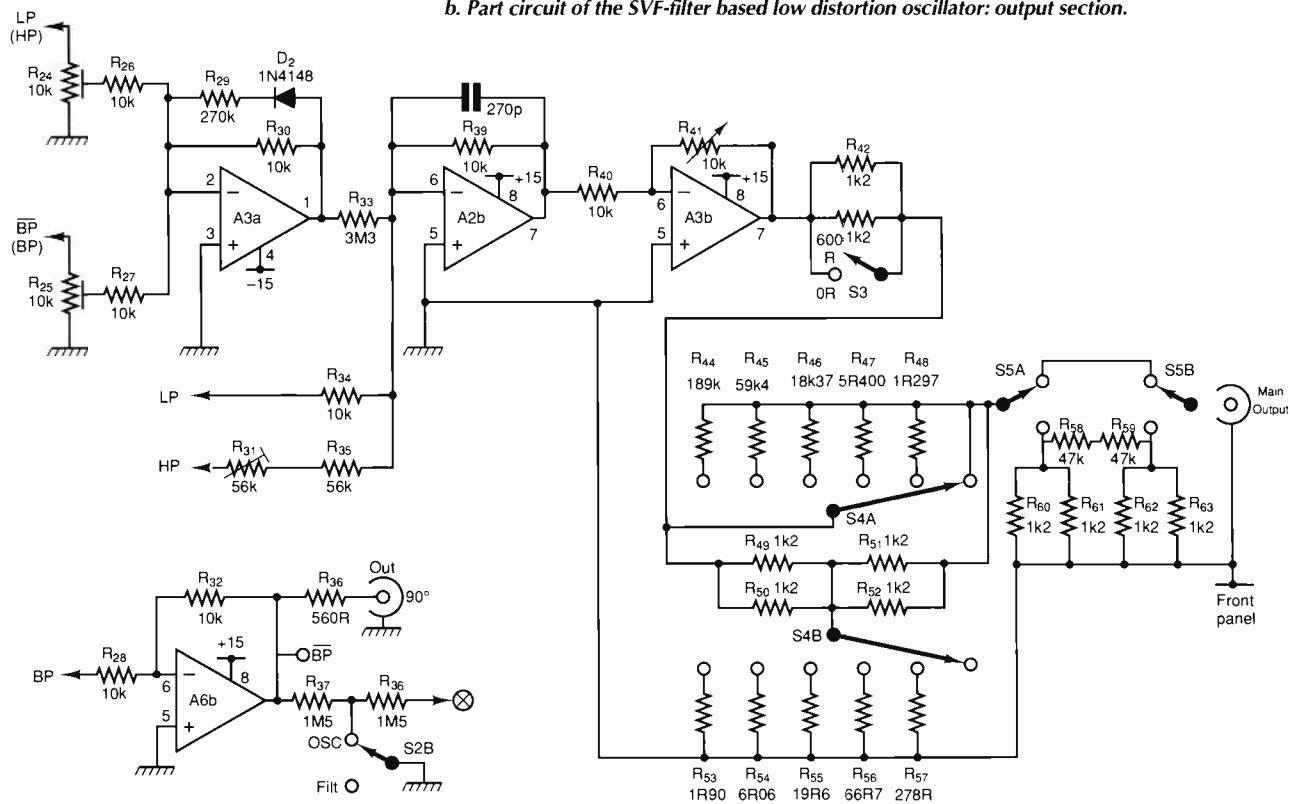 b. Part circuit of the SVF-filter based low distortion oscillator: output section.
LP
(HP)
R24
10k
R26
10k
R29
270k
D2
1N4148
R30
10k
2
−
A3a
1
3
+
4
−15
BP
(BP)
R25
10k
R27
10k
R33
3M3
270p
R39
10k
+15
6
−
8
A2b
5
+
7
R40
10k
R41
10k
+15
6
−
8
A3b
5
+
7
R42
1k2
600
1k2
R
0R
S3
LP
R34
10k
HP
R31
56k
R35
56k
R44
189k
R45
59k4
R46
18k37
R47
5R400
R48
1R297
S5A
S5B
Main
Output
R58
47k
R59
47k
R60
1k2
R61
1k2
R62
1k2
R63
1k2
Front
panel
S4A
R49 1k2
R51 1k2
R50 1k2
R52 1k2
S4B
R53
1R90
R54
6R06
R55
19R6
R56
66R7
R57
278R
R32
10k
R36
560R
Out
90°
BP
R28
10k
+15
6
−
8
A6b
5
+
BP
R37
1M5
R36
1M5
OSC
S2B
Filt